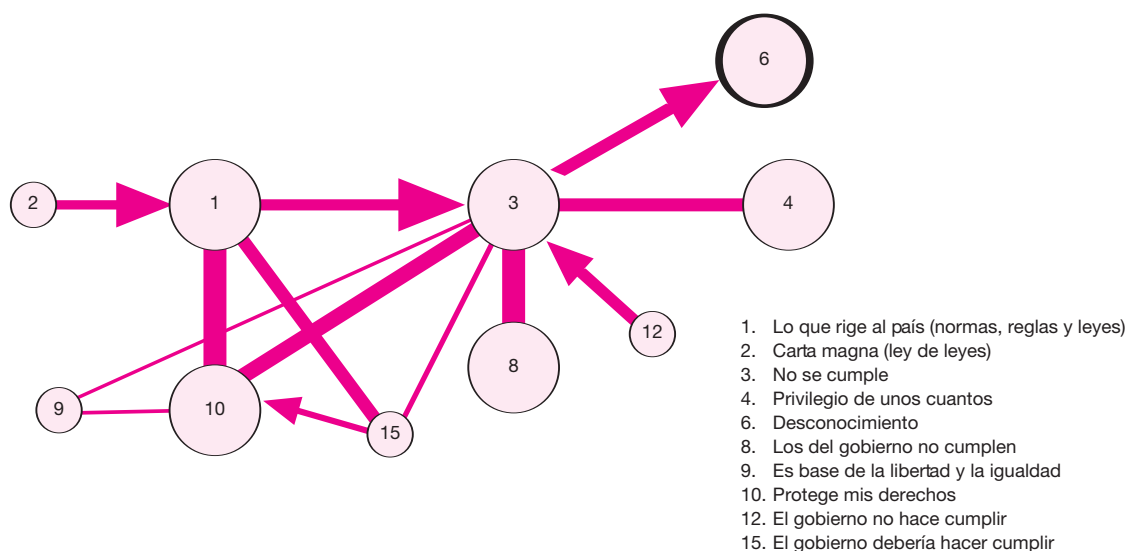 6
2
1
3
4
12
8
9
10
15
1. Lo que rige al país (normas, reglas y leyes)
2. Carta magna (ley de leyes)
3. No se cumple
4. Privilegio de unos cuantos
6. Desconocimiento
8. Los del gobierno no cumplen
9. Es base de la libertad y la igualdad
10. Protege mis derechos
12. El gobierno no hace cumplir
15. El gobierno debería hacer cumplir